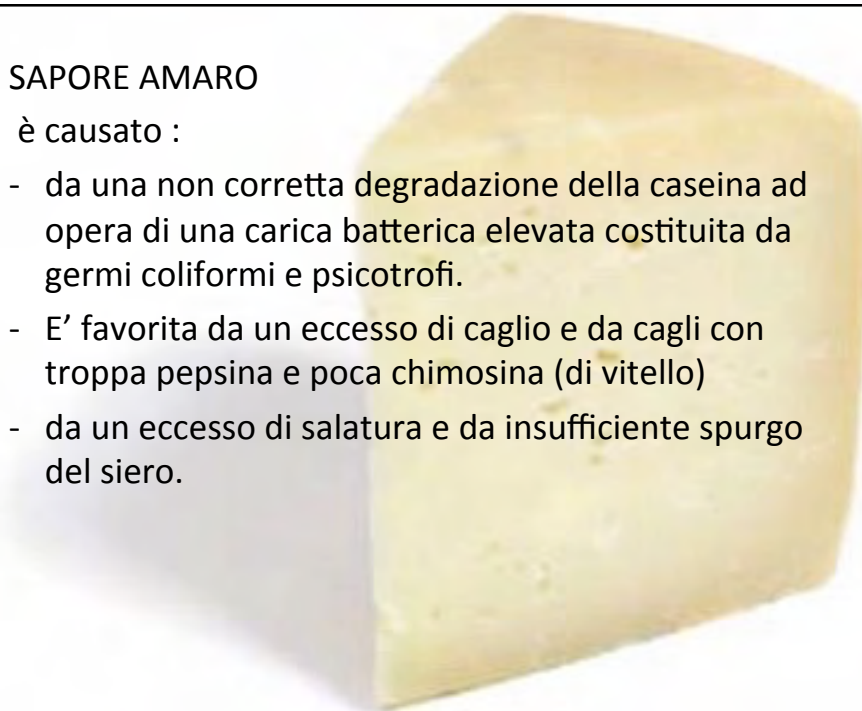 SAPORE AMARO
è causato :
- da una non corretta degradazione della caseina ad
opera di una carica batterica elevata costituita da
germi coliformi e psicotrofi.
- E’ favorita da un eccesso di caglio e da cagli con
troppa pepsina e poca chimosina (di vitello)
- da un eccesso di salatura e da insufficiente spurgo
del siero.